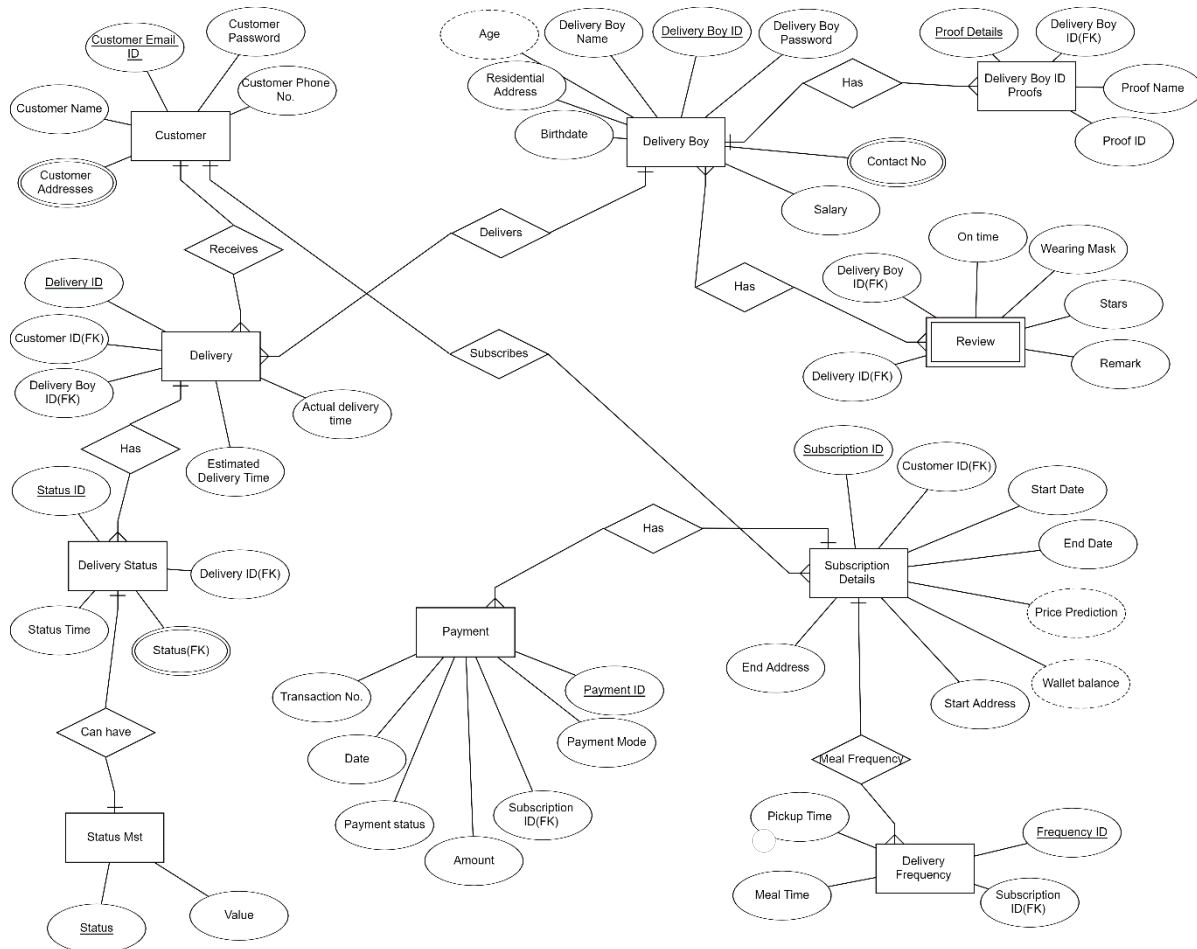 Customer Email
ID
Customer
Password
Customer Phone
No.
Customer Name
Customer
Customer
Addresses
Age
Delivery Boy
Name
Delivery Boy ID
Delivery Boy
Password
Residential
Address
Birthdate
Delivery Boy
Contact No
Salary
Has
Proof Details
Delivery Boy
ID(FK)
Delivery Boy ID
Proofs
Proof Name
Proof ID
Receives
Delivers
Has
On time
Wearing Mask
Delivery Boy
ID(FK)
Stars
Review
Remark
Delivery ID(FK)
Delivery ID
Customer ID(FK)
Delivery
Delivery Boy
ID(FK)
Actual delivery
time
Estimated
Delivery Time
Subscribes
Has
Status ID
Delivery Status
Delivery ID(FK)
Status Time
Status(FK)
Can have
Status Mst
Status
Value
Has
Payment
Transaction No.
Payment ID
Date
Payment Mode
Payment status
Subscription
ID(FK)
Amount
Subscription ID
Customer ID(FK)
Start Date
End Date
Subscription
Details
Price Prediction
End Address
Wallet balance
Start Address
Meal Frequency
Pickup Time
Frequency ID
Delivery
Frequency
Meal Time
Subscription
ID(FK)